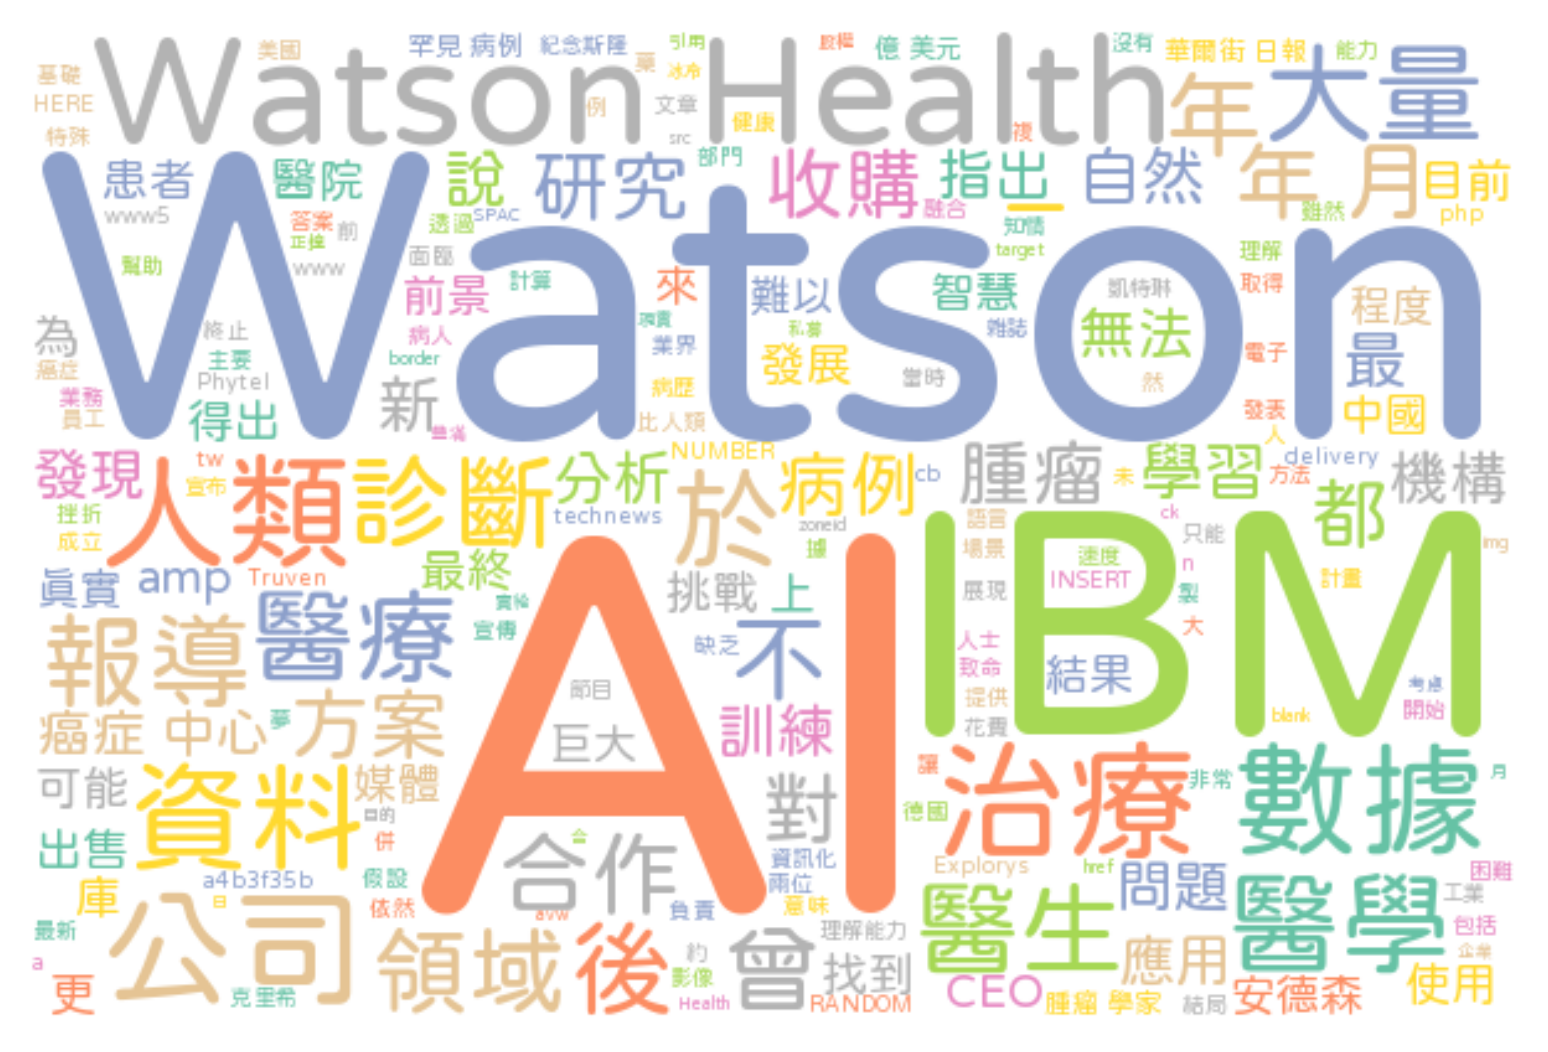 美國 罕見 病例 紀念斯隆 引用 股權 億 美元 沒有 華爾街 日報 能力
基礎 Watson Health 藥 冰冷 大量
HERE 例 文章 年
特殊 src 健康 複
患者 醫院 說 研究 部門 收購 指出 自然 年 月 目前
www5 答案 前 透過 SPAC 融合 知情 雖然 php
正確 面臨 target 理解
幫助 www Watson
前景 計算 來 難以 智慧 凱特琳 取得 程度
為 終止 病人 現實 私募 雜誌 無法
主要 border 業界 發展 電子 最
癌症 Phytel 新 病歷 當時 然
業務 得出 比人類 發表 中國
員工 豐滿 人
發現 tw 人類 診斷 分析 NUMBER 病例 cb 腫瘤 未 學習 方法 delivery 機構
宣布 於 都
挫折 technews zoneid 語言 ck 只能
成立 據 場景 速度 n img
真實 amp Truven 最終 AI 挑戰 上 展現 INSERT IBM 製 計畫
醫療 宣傳 缺乏 不 人士 大
報導 致命 結果
節目 提供 考慮
癌症 中心 夢 方案 巨大 訓練 花費 blank 開始
可能 資料 媒體 對 讓 治療 非常 數據 月
目的 德國
出售 併 合作 資訊化 Explorys href 問題 困難
庫 a4b3f35b 假設 兩位 醫生 醫學 工業
日 依然 avw 負責 意味
最新 公司 領域 後 約 曾 理解能力 應用 包括
a 影像 找到 企業
更 克里希 Health RANDOM CEO 腫瘤 學家 結局 安德森 使用